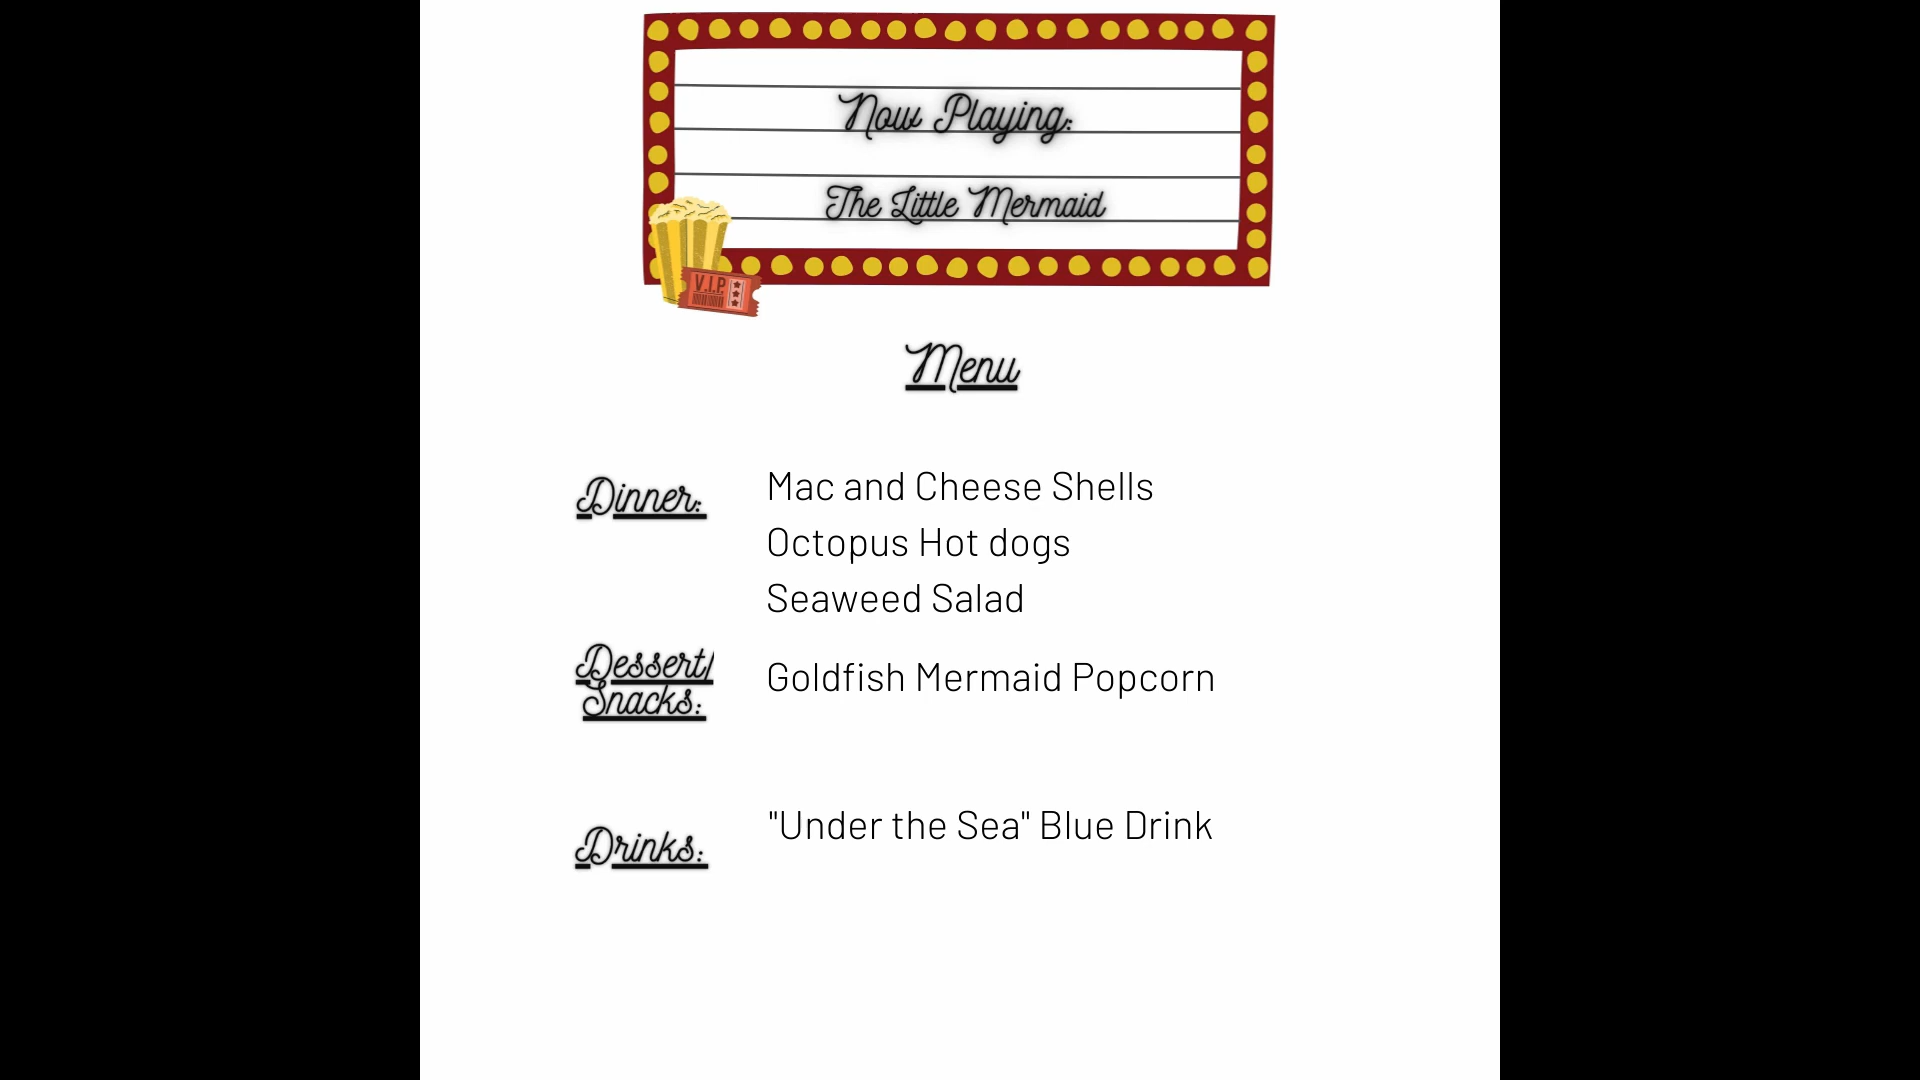 Now Playing:
The Little Mermaid
V.I.P
Menu
Dinner:
Mac and Cheese Shells
Octopus Hot dogs
Seaweed Salad
Dessert/
Snacks:
Goldfish Mermaid Popcorn
Drinks:
"Under the Sea" Blue Drink